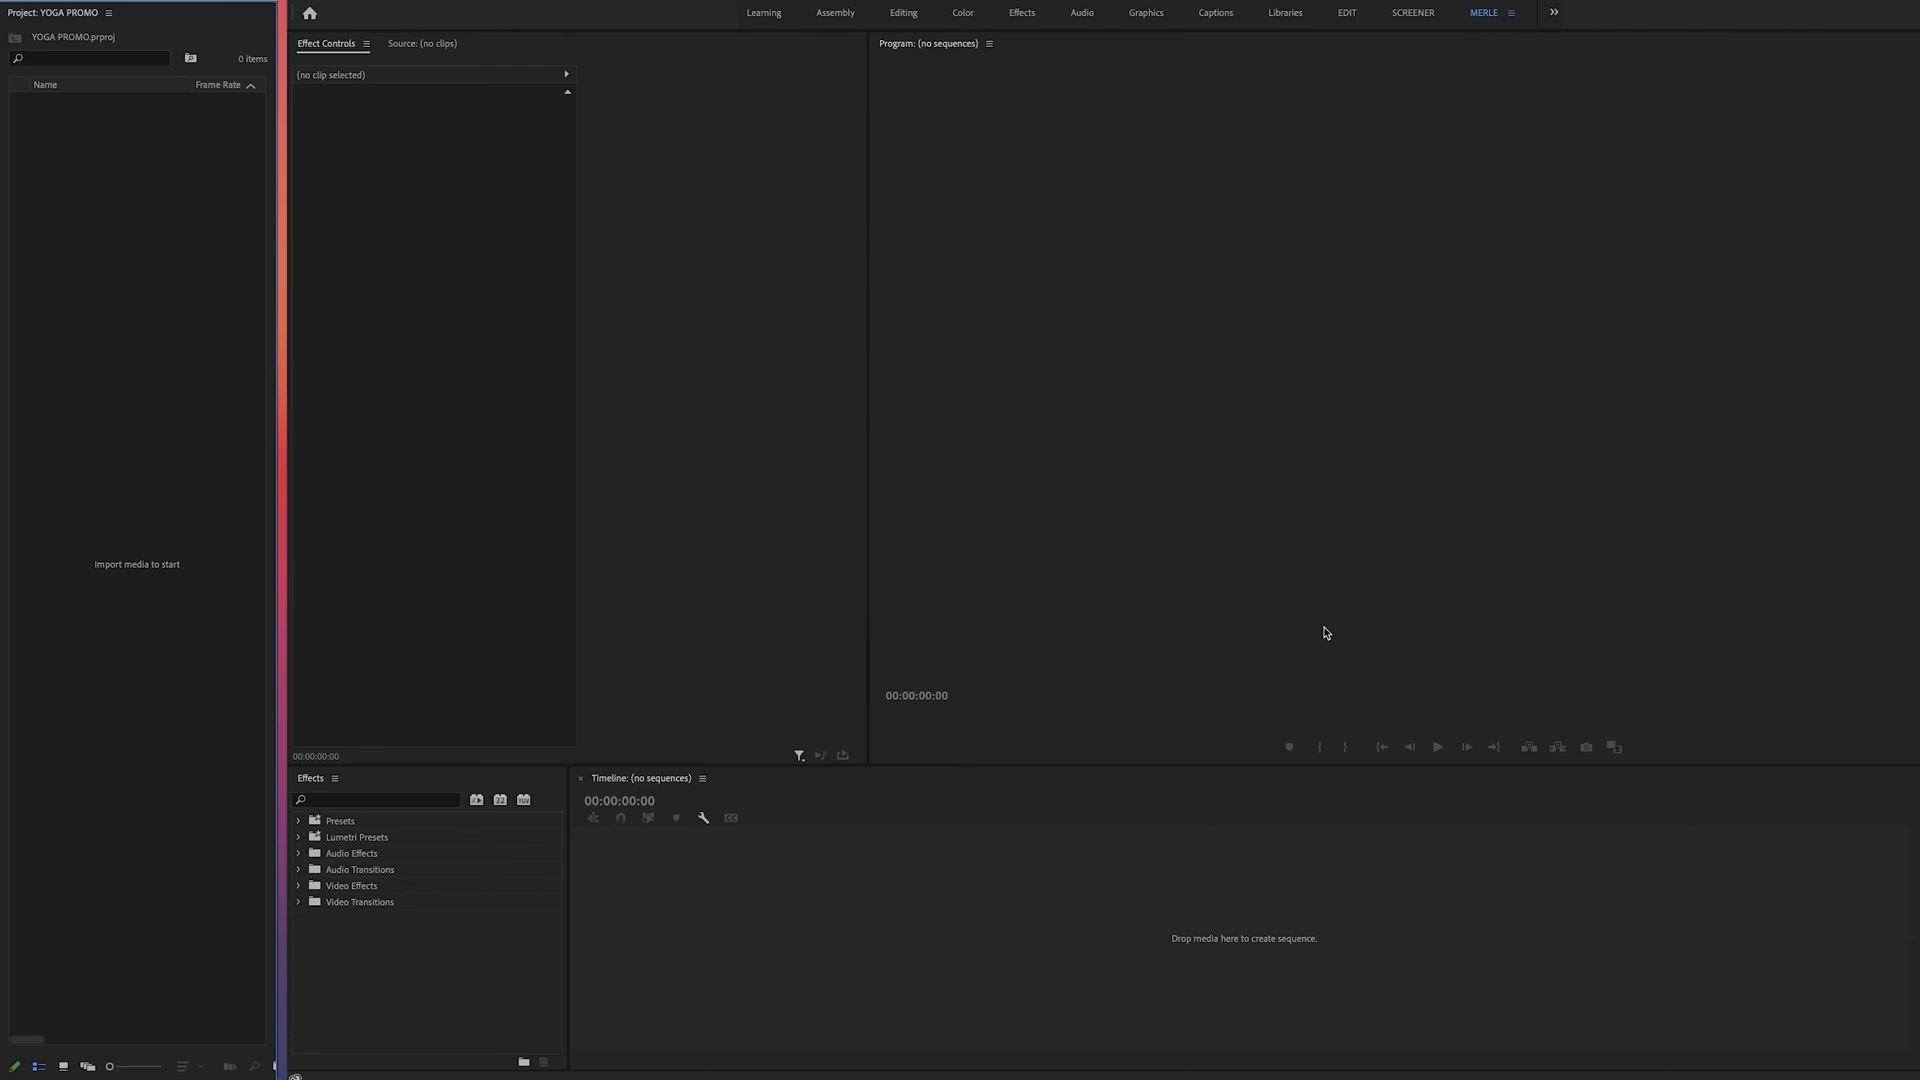 Project: YOGA PROMO
YOGA PROMO.prproj
0 items
Name Frame Rate
Import media to start
Learning Assembly Editing Color Effects Audio Graphics Captions Libraries EDIT SCREENER MERLE
Effect Controls Source: (no clips)
(no clip selected)
00:00:00:00
Program: (no sequences)
00:00:00:00
Effects
32 YUV
Presets
Lumetri Presets
Audio Effects
Audio Transitions
Video Effects
Video Transitions
× Timeline: (no sequences)
00:00:00:00
CC
Drop media here to create sequence.